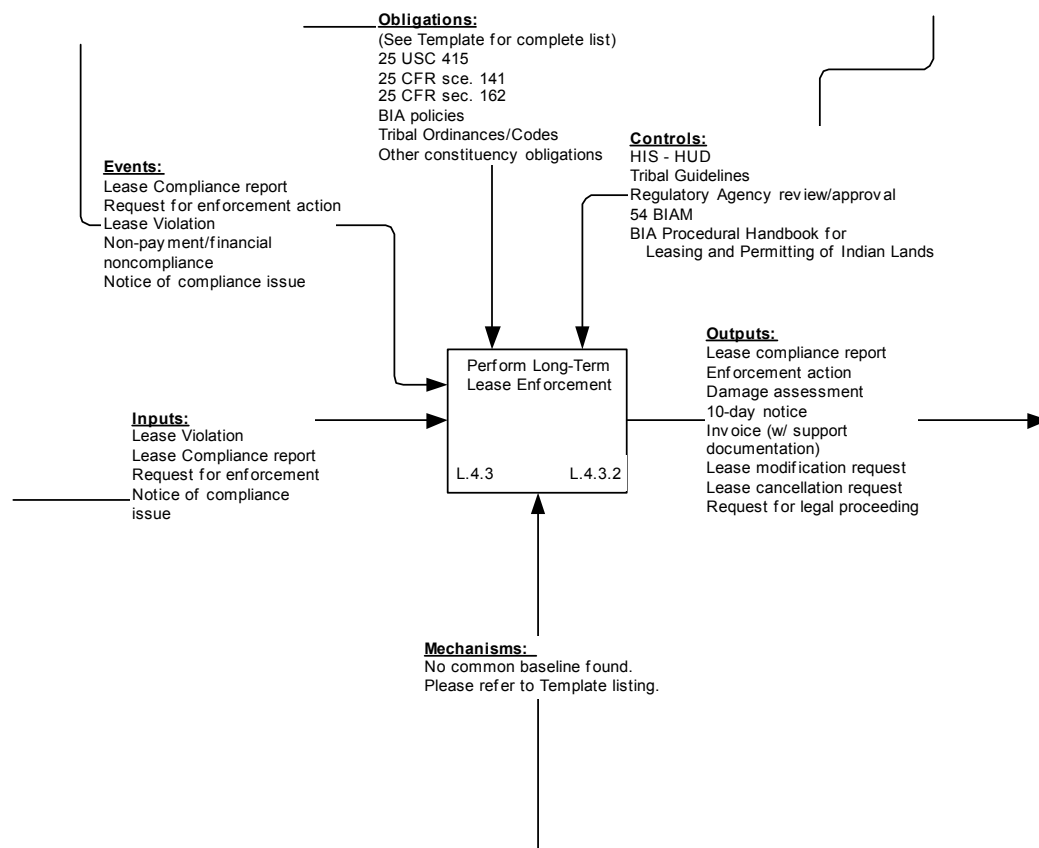 Obligations:
(See Template for complete list)
25 USC 415
25 CFR sce. 141
25 CFR sec. 162
BIA policies
Tribal Ordinances/Codes
Other constituency obligations
Controls:
HIS - HUD
Tribal Guidelines
Regulatory Agency review/approval
54 BIAM
BIA Procedural Handbook for
Leasing and Permitting of Indian Lands
Events:
Lease Compliance report
Request for enforcement action
Lease Violation
Non-payment/financial
noncompliance
Notice of compliance issue
Perform Long-Term
Lease Enforcement
L.4.3 L.4.3.2
Inputs:
Lease Violation
Lease Compliance report
Request for enforcement
Notice of compliance
issue
Outputs:
Lease compliance report
Enforcement action
Damage assessment
10-day notice
Invoice (w/ support
documentation)
Lease modification request
Lease cancellation request
Request for legal proceeding
Mechanisms:
No common baseline found.
Please refer to Template listing.